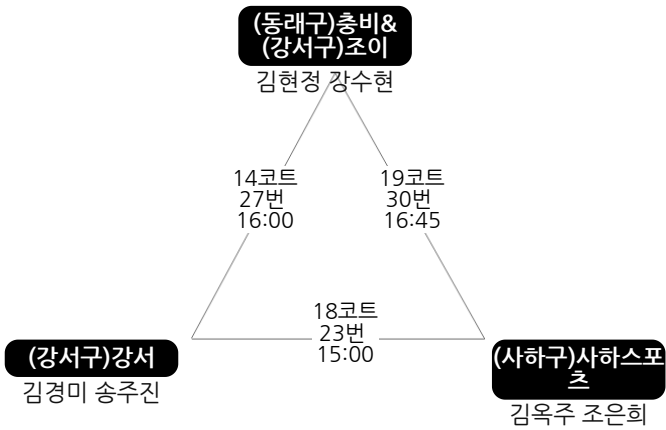 (동래구)충비&
(강서구)조이
김현정 강수현
14코트
27번
16:00
19코트
30번
16:45
18코트
23번
15:00
(강서구)강서
김경미 송주진
(사하구)사하스포
츠
김옥주 조은희